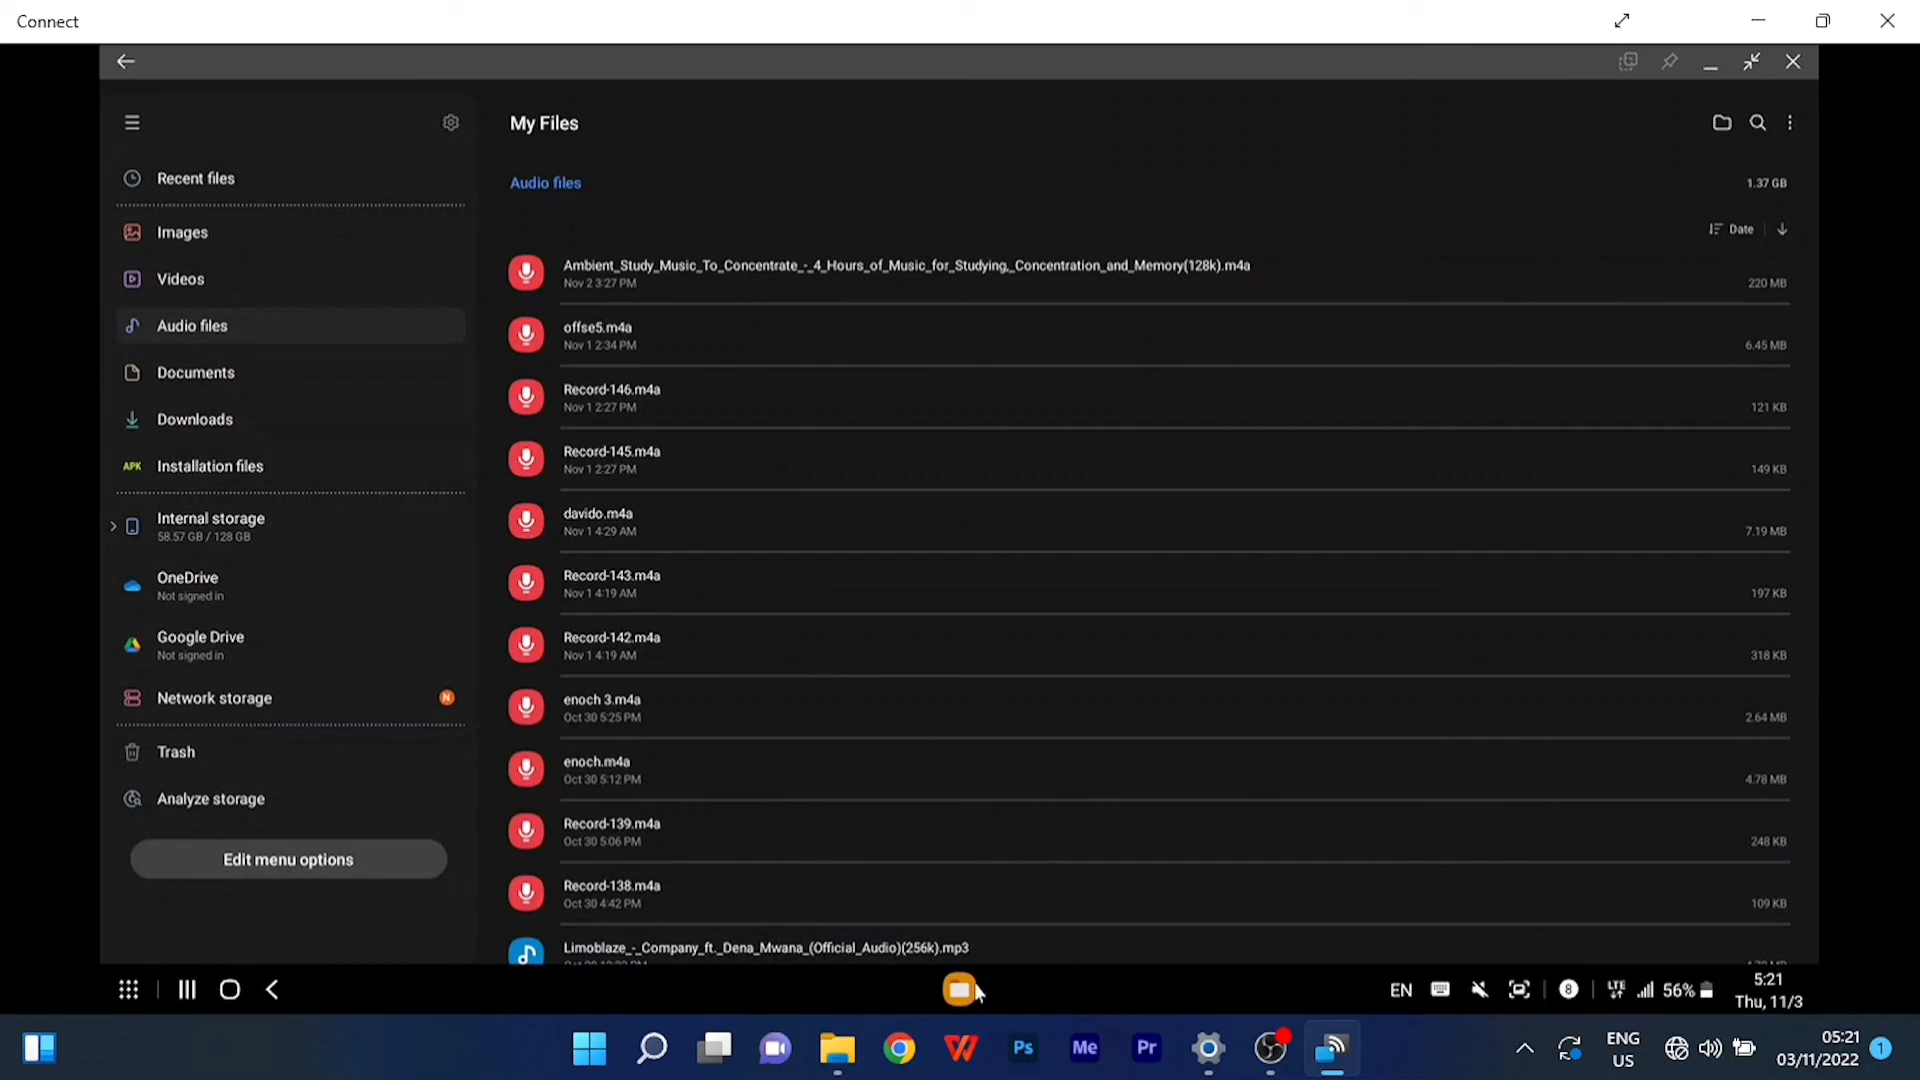 Connect
My Files
Recent files
Images
Videos
Audio files
Documents
Downloads
APK Installation files
Internal storage
58.57 GB / 128 GB
OneDrive
Not signed in
Google Drive
Not signed in
Network storage N
Trash
Analyze storage
Edit menu options
Audio files 1.37 GB
Date
Ambient_Study_Music_To_Concentrate_-_4_Hours_of_Music_for_Studying,_Concentration_and_Memory(128k).m4a
Nov 2 3:27 PM 220 MB
offse5.m4a
Nov 1 2:34 PM 6.45 MB
Record-146.m4a
Nov 1 2:27 PM 121 KB
Record-145.m4a
Nov 1 2:27 PM 149 KB
davido.m4a
Nov 1 4:29 AM 7.19 MB
Record-143.m4a
Nov 1 4:19 AM 197 KB
Record-142.m4a
Nov 1 4:19 AM 318 KB
enoch 3.m4a
Oct 30 5:25 PM 2.64 MB
enoch.m4a
Oct 30 5:12 PM 4.78 MB
Record-139.m4a
Oct 30 5:06 PM 248 KB
Record-138.m4a
Oct 30 4:42 PM 109 KB
Limoblaze_-_Company_ft._Dena_Mwana_(Official_Audio)(256k).mp3
EN 8 LTE 56% 5:21
Thu, 11/3
Ps Me Pr
ENG
US
05:21
03/11/2022
1